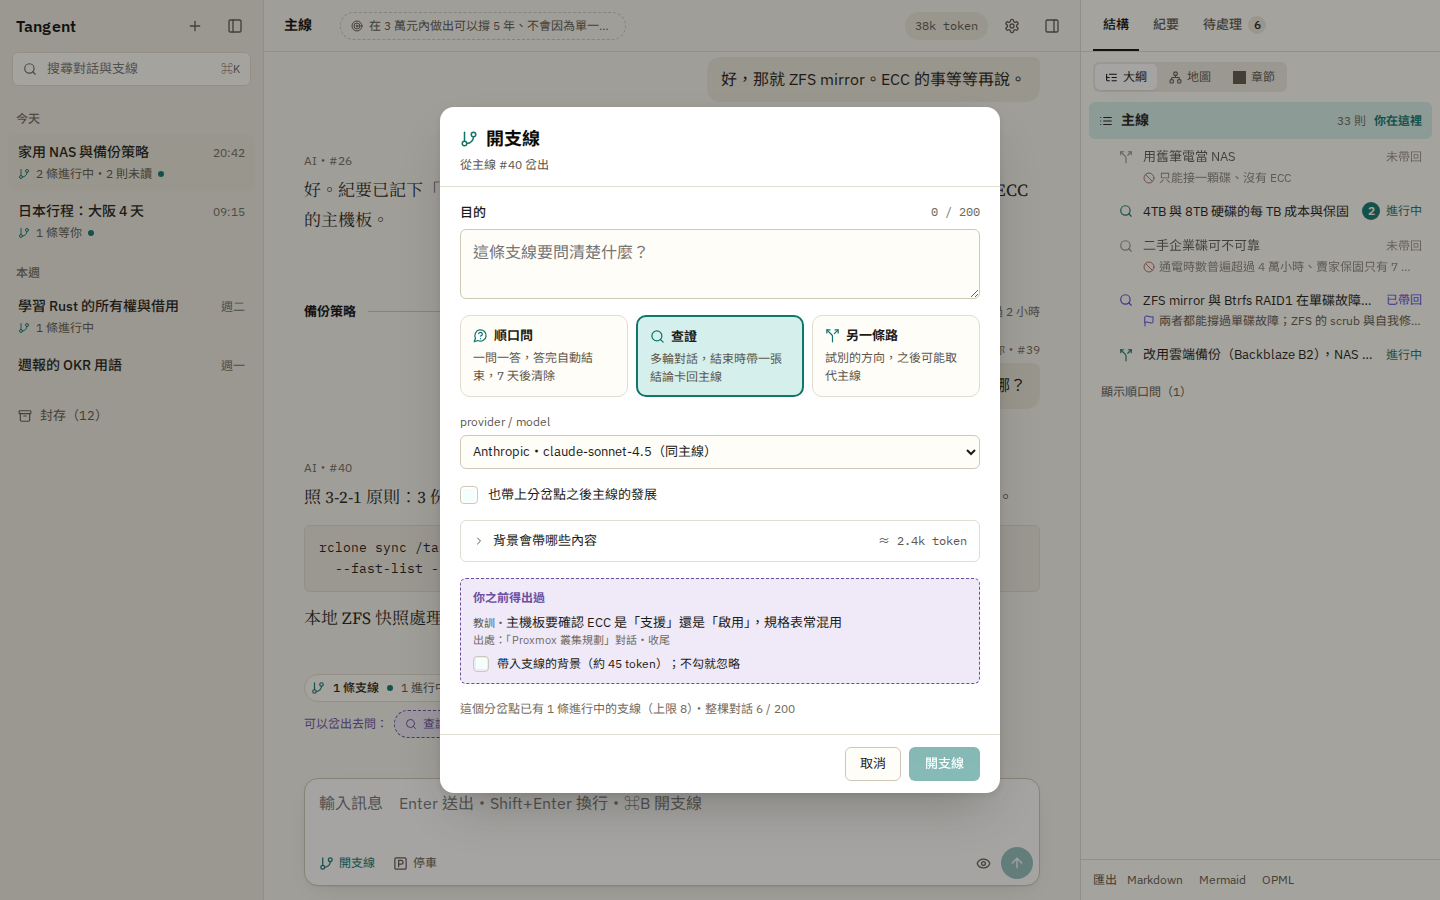 Tangent
搜尋對話與支線
⌘K
今天
家用 NAS 與備份策略
20:42
2 條進行中・2 則未讀
日本行程：大阪 4 天
09:15
1 條等你
本週
學習 Rust 的所有權與借用
週二
1 條進行中
週報的 OKR 用語
週一
封存（12）
主線
在 3 萬元內做出可以撐 5 年、不會因為單一…
38k token
好，那就 ZFS mirror。ECC 的事等等再說。
AI・#26
好。紀要已記下「
ECC
的主機板。
備份策略
2 小時
・#39
哪？
AI・#40
照 3-2-1 原則：3 份
。
rclone sync /ta
--fast-list -
本地 ZFS 快照處理
1 條支線
1 進行中
可以岔出去問：
查證
輸入訊息　Enter 送出・Shift+Enter 換行・⌘B 開支線
開支線
停車
開支線
從主線 #40 岔出
目的
0 / 200
這條支線要問清楚什麼？
順口問
一問一答，答完自動結
束，7 天後清除
查證
多輪對話，結束時帶一張
結論卡回主線
另一條路
試別的方向，之後可能取
代主線
provider / model
Anthropic・claude-sonnet-4.5（同主線）
也帶上分岔點之後主線的發展
背景會帶哪些內容
≈ 2.4k token
你之前得出過
教訓・主機板要確認 ECC 是「支援」還是「啟用」，規格表常混用
出處：「Proxmox 叢集規劃」對話・收尾
帶入支線的背景（約 45 token）；不勾就忽略
這個分岔點已有 1 條進行中的支線（上限 8）・整棵對話 6 / 200
取消
開支線
結構
紀要
待處理
6
大綱
地圖
章節
主線
33 則
你在這裡
用舊筆電當 NAS
未帶回
只能接一顆碟、沒有 ECC
4TB 與 8TB 硬碟的每 TB 成本與保固
2
進行中
二手企業碟可不可靠
未帶回
通電時數普遍超過 4 萬小時、賣家保固只有 7 …
ZFS mirror 與 Btrfs RAID1 在單碟故障…
已帶回
兩者都能撐過單碟故障；ZFS 的 scrub 與自我修…
改用雲端備份（Backblaze B2），NAS …
進行中
顯示順口問（1）
匯出
Markdown
Mermaid
OPML